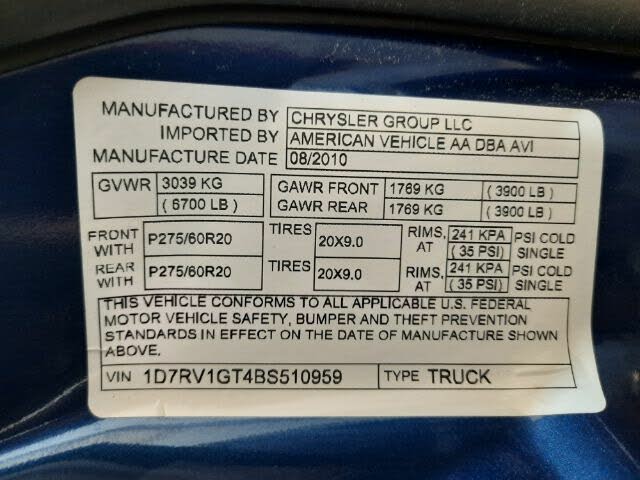 MANUFACTURED BY CHRYSLER GROUP LLC
IMPORTED BY AMERICAN VEHICLE AA DBA AVI
MANUFACTURE DATE 08/2010
GVWR 3039 KG GAWR FRONT 1769 KG (3900 LB)
(6700 LB) GAWR REAR 1769 KG (3900 LB)
FRONT WITH P275/60R20 TIRES 20X9.0 RIMS, AT 241 KPA (35 PSI) PSI COLD SINGLE
REAR WITH P275/60R20 TIRES 20X9.0 RIMS, AT 241 KPA (35 PSI) PSI COLD SINGLE
THIS VEHICLE CONFORMS TO ALL APPLICABLE U.S. FEDERAL
MOTOR VEHICLE SAFETY, BUMPER AND THEFT PREVENTION
STANDARDS IN EFFECT ON THE DATE OF MANUFACTURE SHOWN
ABOVE.
VIN 1D7RV1GT4BS510959 TYPE TRUCK